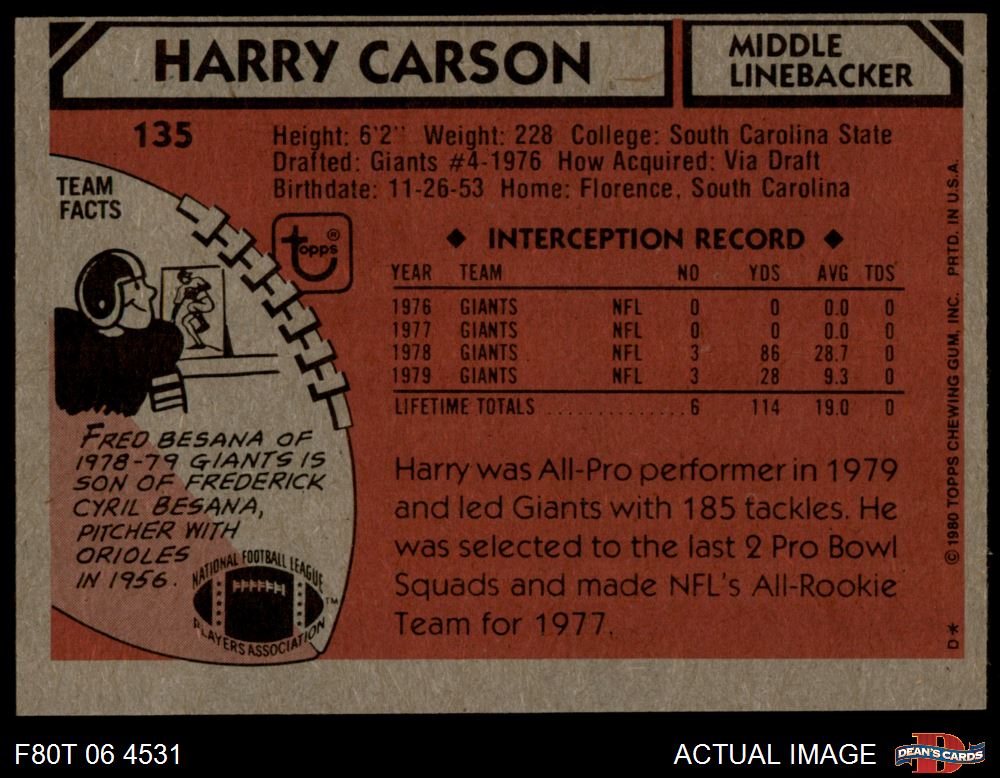 HARRY CARSON
MIDDLE
LINEBACKER
135
Height: 6'2" Weight: 228 College: South Carolina State
Drafted: Giants #4-1976 How Acquired: Via Draft
Birthdate: 11-26-53 Home: Florence, South Carolina
TEAM
FACTS
topps®
◆ INTERCEPTION RECORD ◆
YEAR TEAM NO YDS AVG TDS
1976 GIANTS NFL 0 0 0.0 0
1977 GIANTS NFL 0 0 0.0 0
1978 GIANTS NFL 3 86 28.7 0
1979 GIANTS NFL 3 28 9.3 0
LIFETIME TOTALS .............. 6 114 19.0 0
Harry was All-Pro performer in 1979
and led Giants with 185 tackles. He
was selected to the last 2 Pro Bowl
Squads and made NFL's All-Rookie
Team for 1977.
FRED BESANA OF
1978-79 GIANTS IS
SON OF FREDERICK
CYRIL BESANA,
PITCHER WITH
ORIOLES
IN 1956.
NATIONAL FOOTBALL LEAGUE
PLAYERS ASSOCIATION
TM
D* © 1980 TOPPS CHEWING GUM, INC. PRTD. IN U.S.A.
F80T 06 4531
ACTUAL IMAGE
D
DEAN'S CARDS